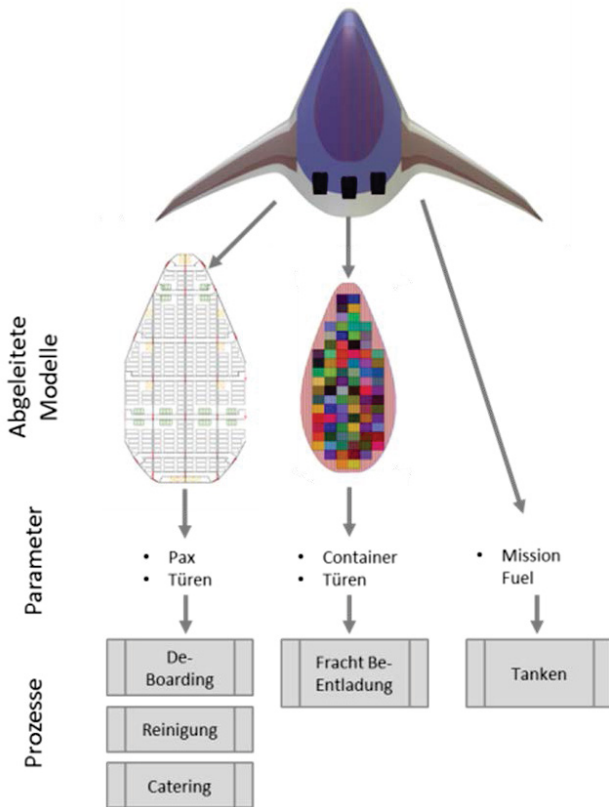 Abgeleitete
Modelle
Parameter
• Pax
• Türen
• Container
• Türen
• Mission
Fuel
Prozesse
De-
Boarding
Reinigung
Catering
Fracht Be-
Entladung
Tanken